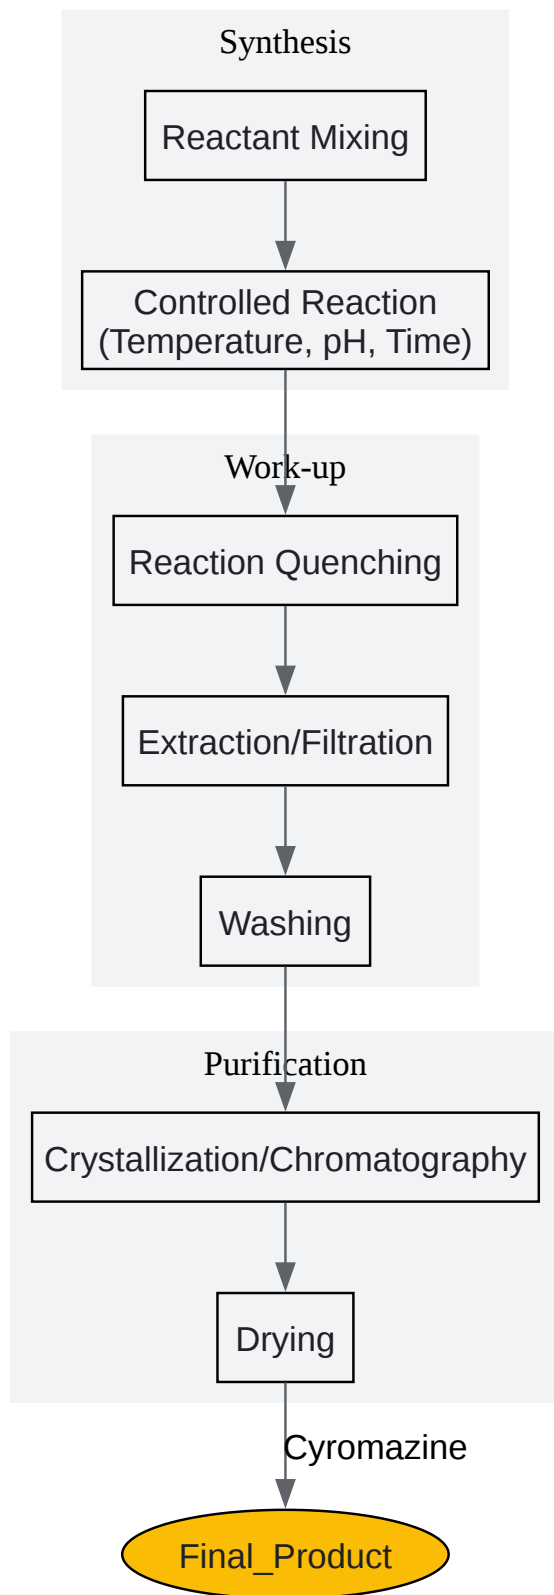 Synthesis
Reactant Mixing
Controlled Reaction
(Temperature, pH, Time)
Work-up
Reaction Quenching
Extraction/Filtration
Washing
Purification
Crystallization/Chromatography
Drying
Cyromazine
Final_Product